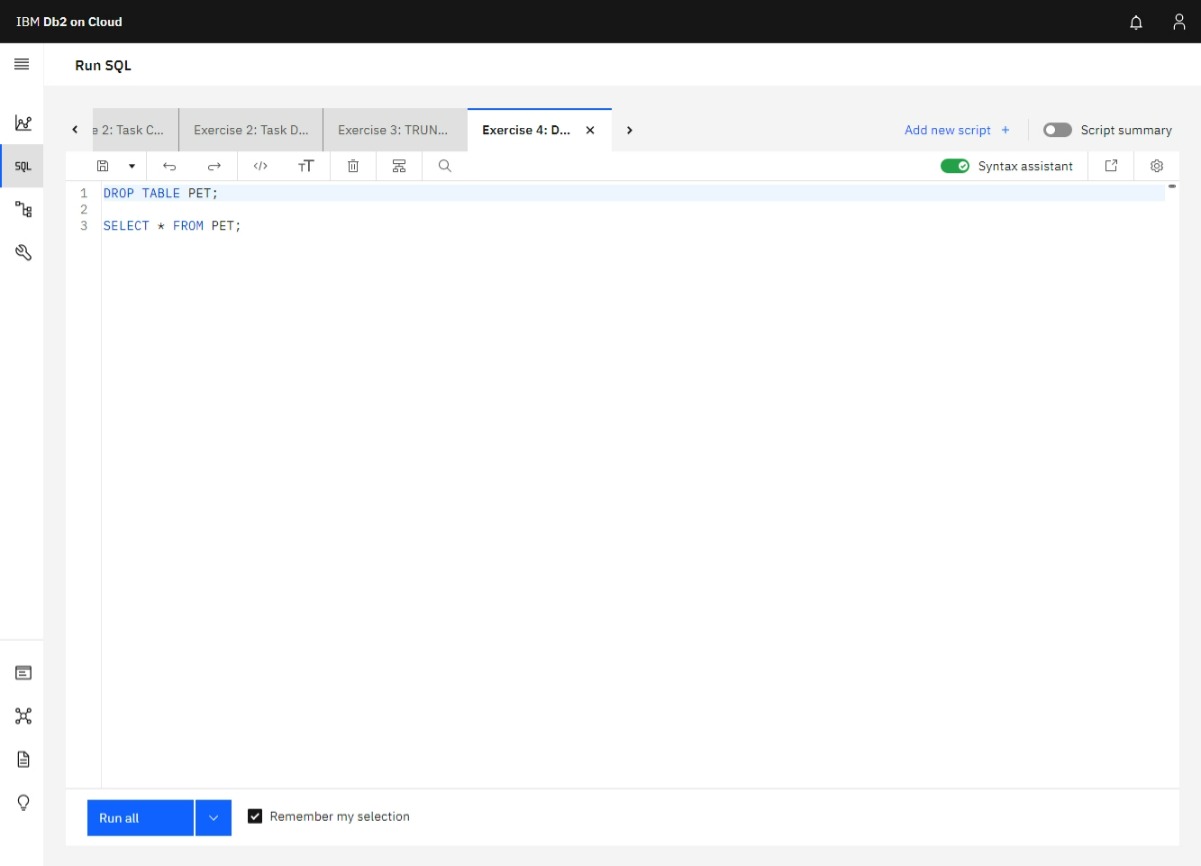 IBM Db2 on Cloud
Run SQL
e 2: Task C...
Exercise 2: Task D...
Exercise 3: TRUN...
Exercise 4: D...
Add new script +
Script summary
SQL
Syntax assistant
1 DROP TABLE PET;
2
3 SELECT * FROM PET;
Run all
Remember my selection